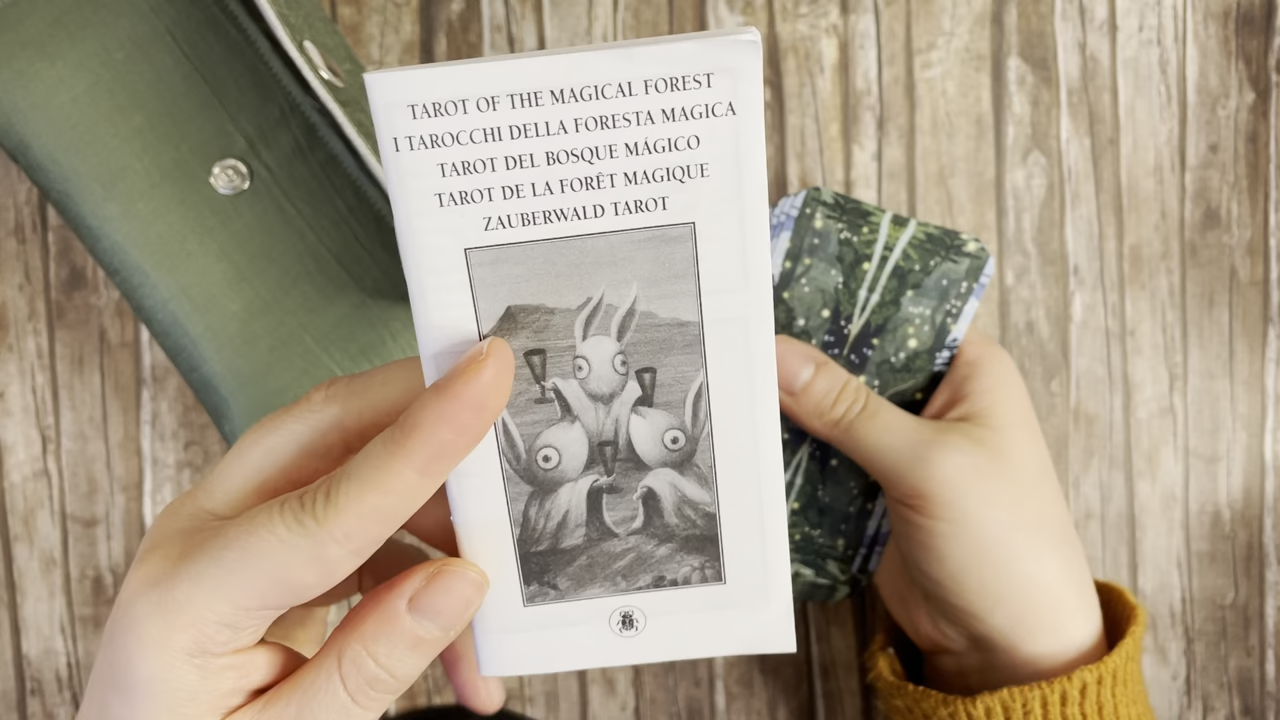 TAROT OF THE MAGICAL FOREST
I TAROCCHI DELLA FORESTA MAGICA
TAROT DEL BOSQUE MÁGICO
TAROT DE LA FORÊT MAGIQUE
ZAUBERWALD TAROT